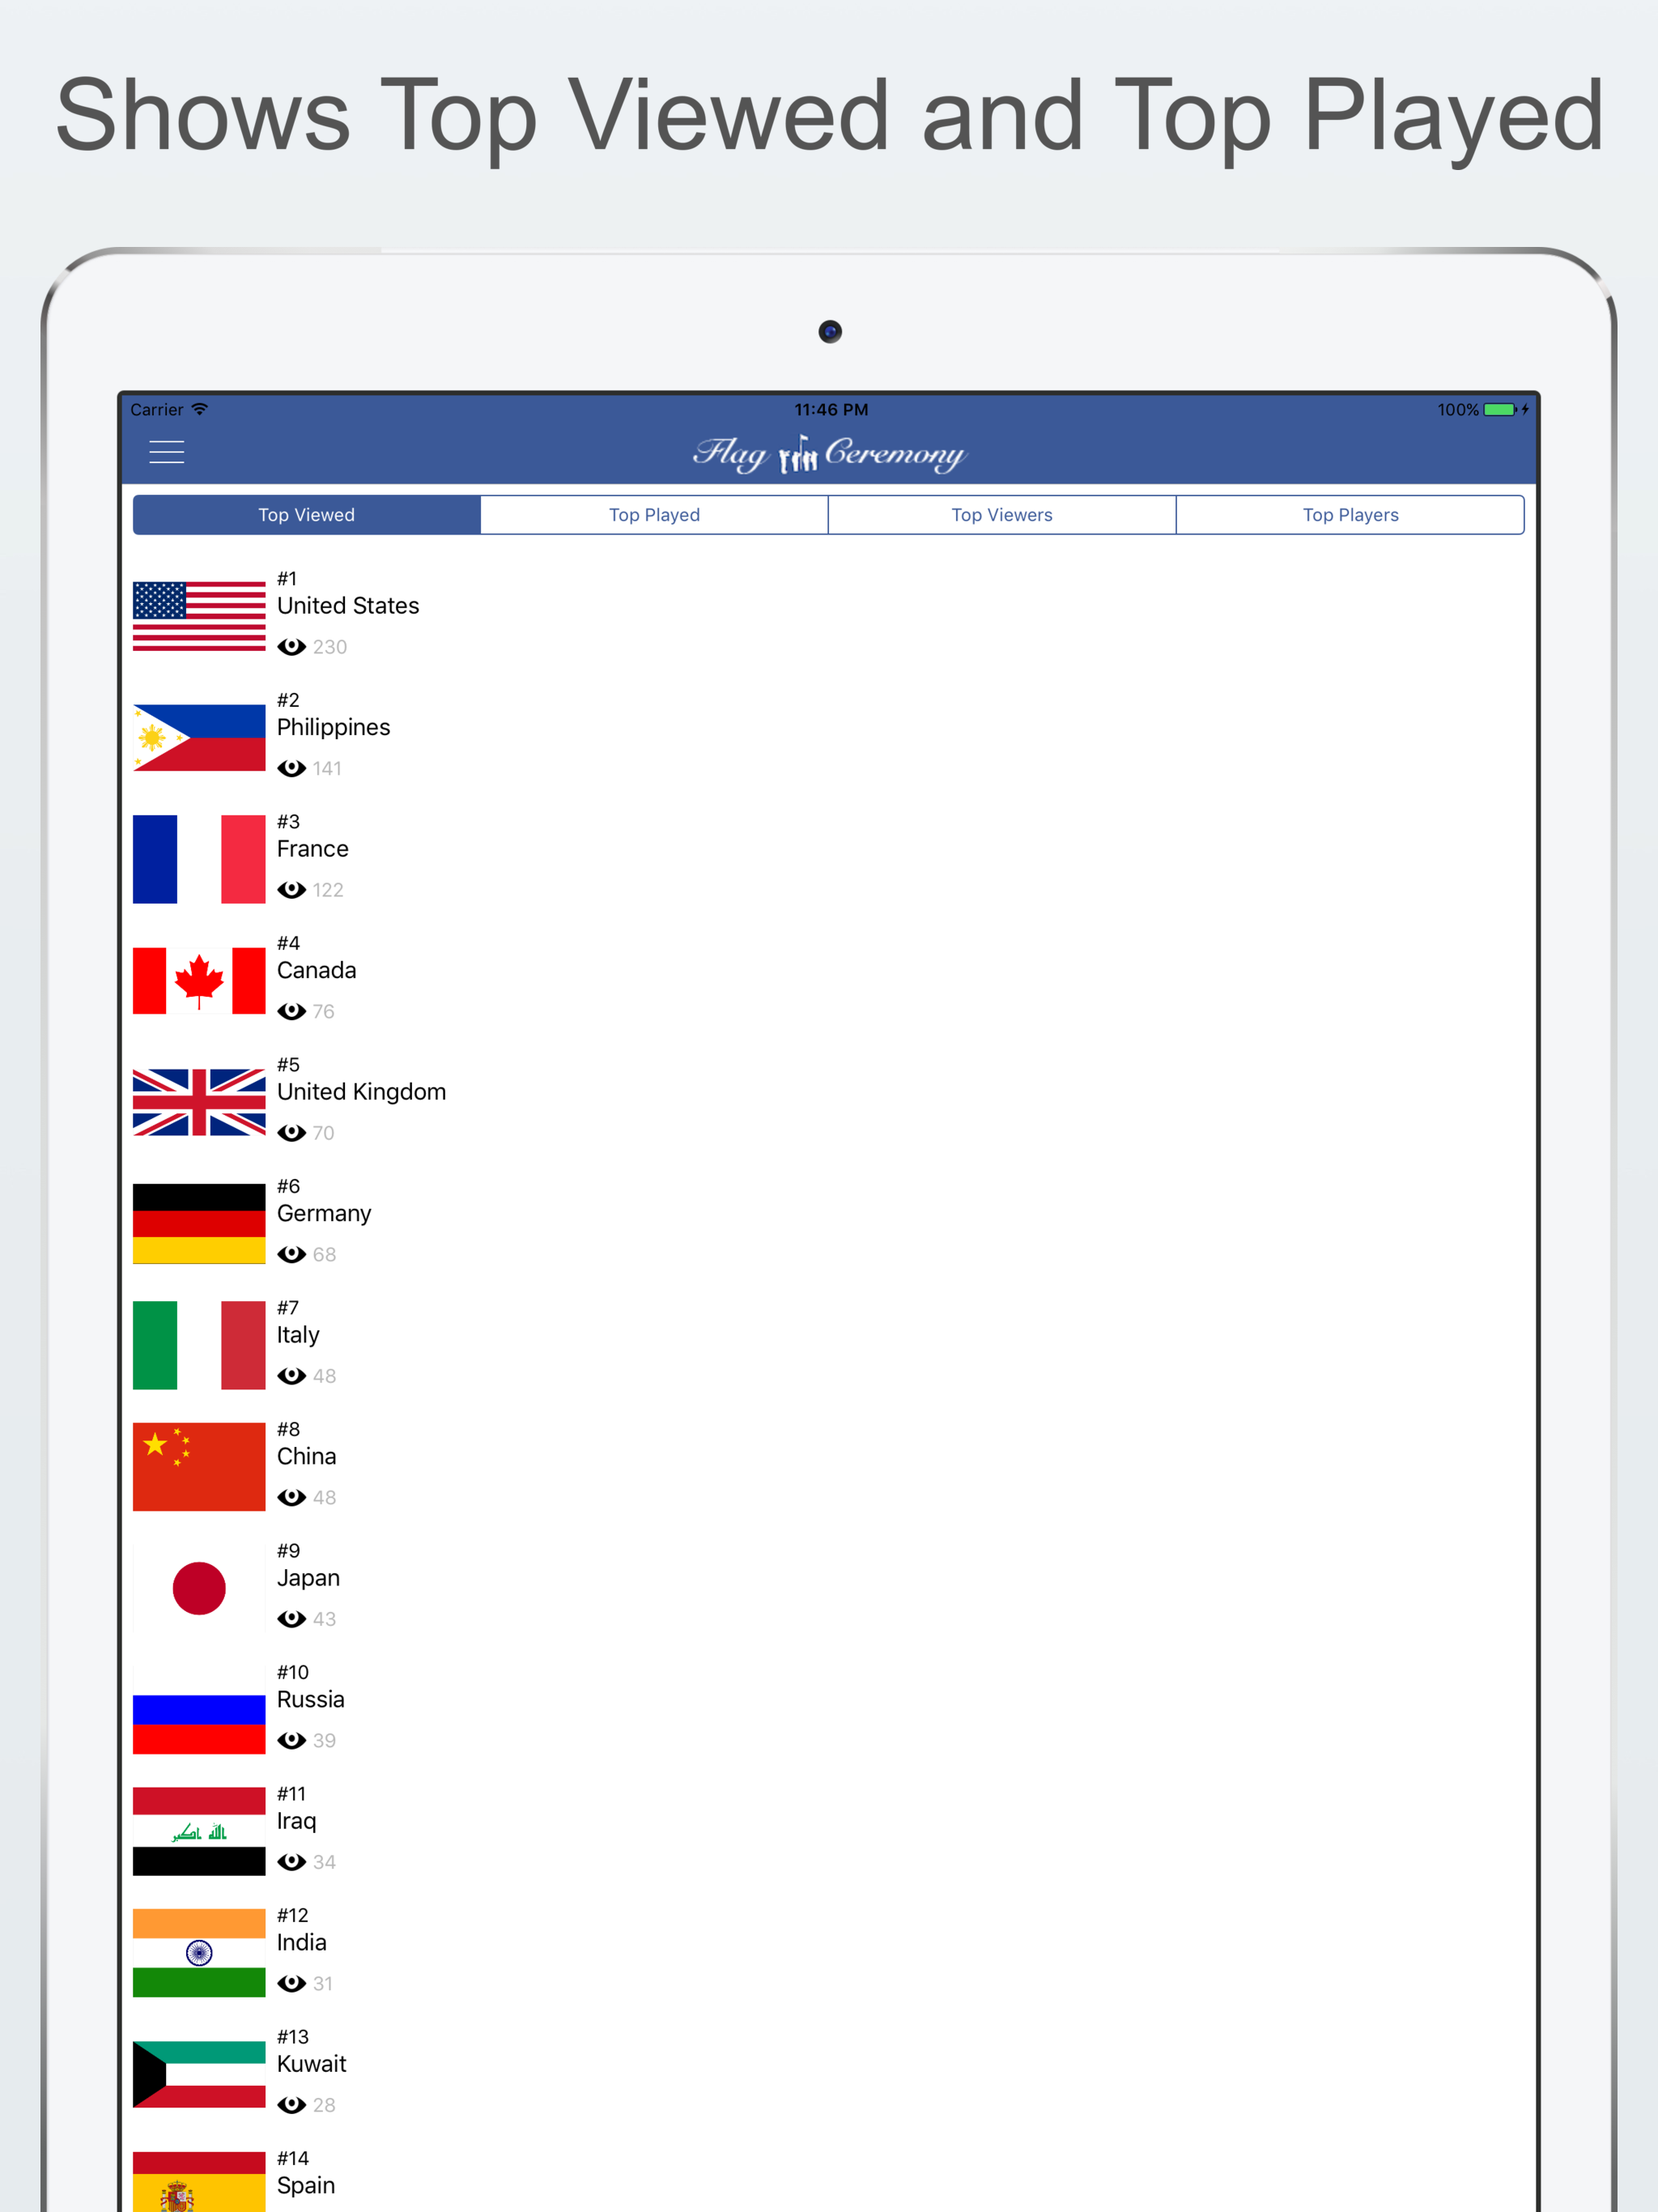 Shows Top Viewed and Top Played
Carrier 11:46 PM 100%
Flag Ceremony
Top Viewed Top Played Top Viewers Top Players
#1
United States
230
#2
Philippines
141
#3
France
122
#4
Canada
76
#5
United Kingdom
70
#6
Germany
68
#7
Italy
48
#8
China
48
#9
Japan
43
#10
Russia
39
#11
Iraq
الله اكبر
34
#12
India
31
#13
Kuwait
28
#14
Spain